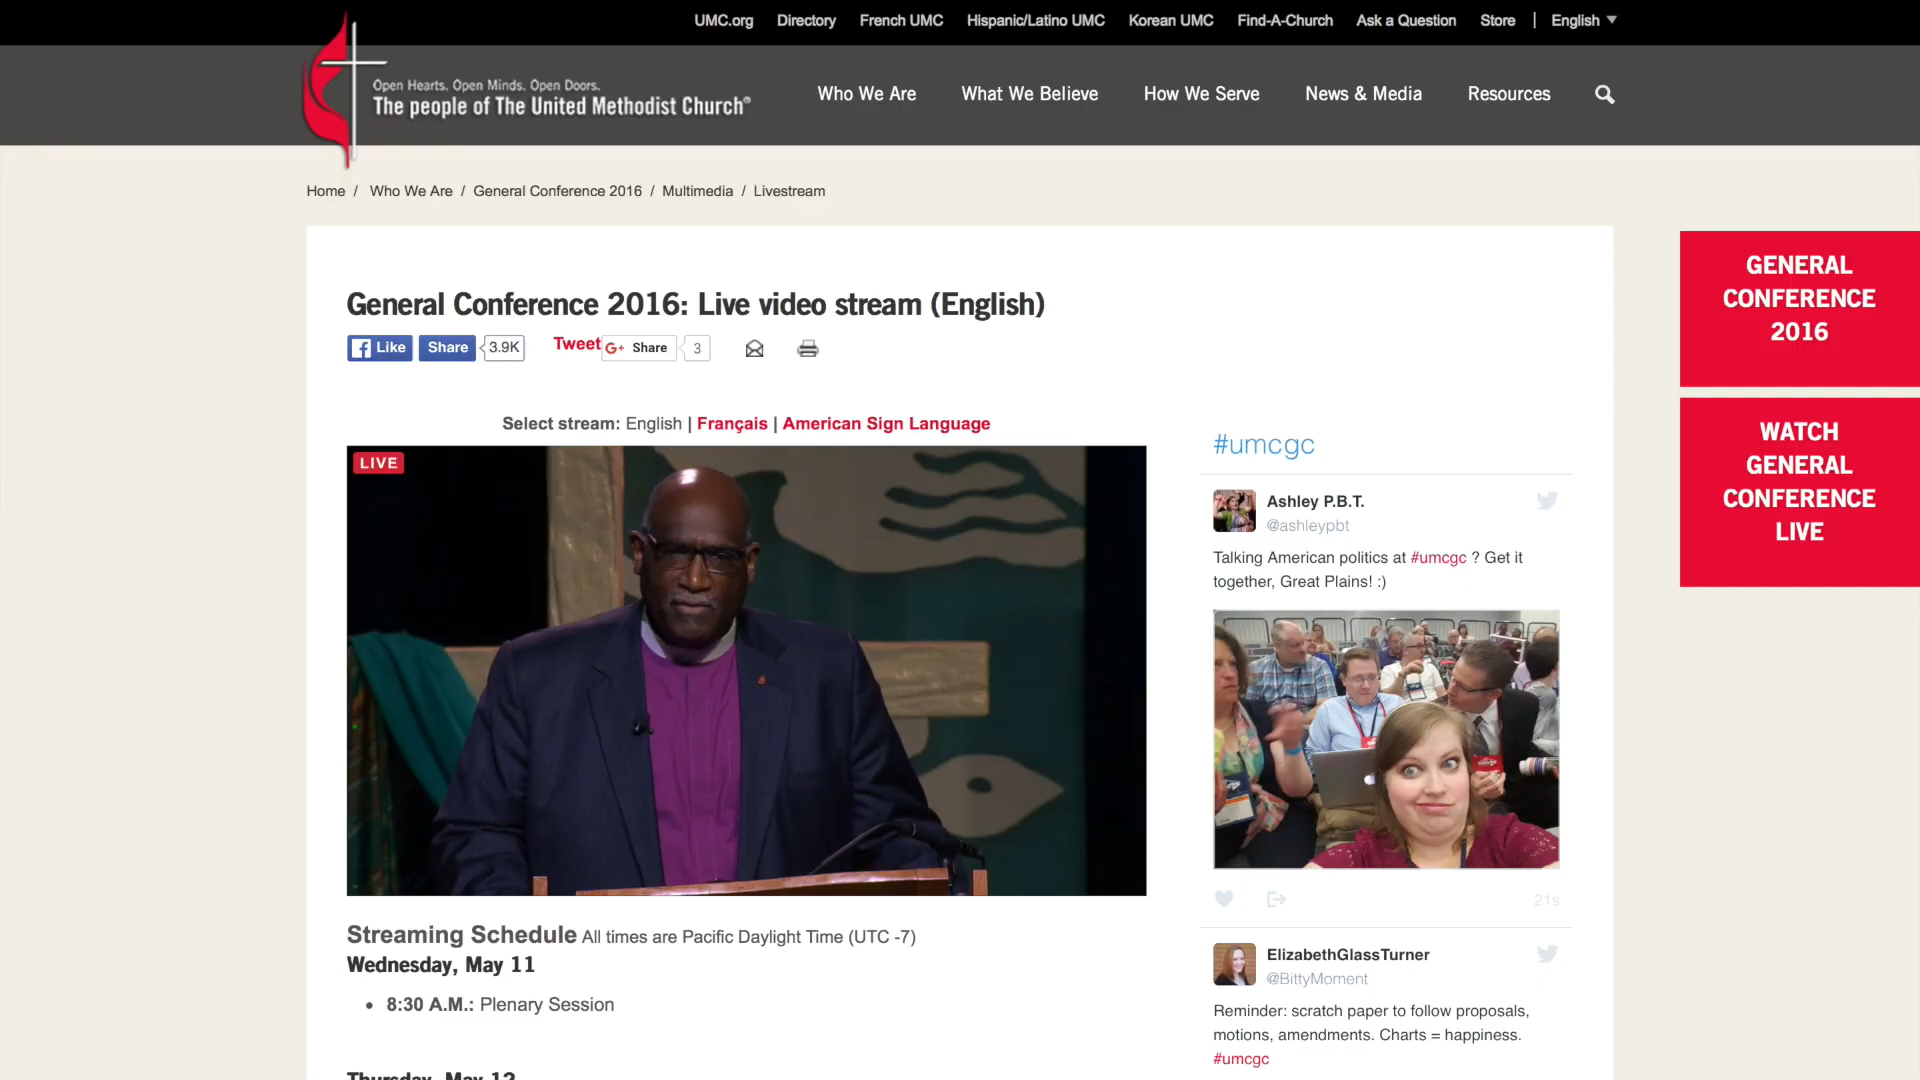 UMC.org Directory French UMC Hispanic/Latino UMC Korean UMC Find-A-Church Ask a Question Store | English
Open Hearts. Open Minds. Open Doors.
The people of The United Methodist Church®
Who We Are What We Believe How We Serve News & Media Resources
Home / Who We Are / General Conference 2016 / Multimedia / Livestream
General Conference 2016: Live video stream (English)
Like Share 3.9K Tweet G+ Share 3
Select stream: English | Français | American Sign Language
LIVE
Streaming Schedule All times are Pacific Daylight Time (UTC -7)
Wednesday, May 11
• 8:30 A.M.: Plenary Session
Thursday, May 12
#umcgc
Ashley P.B.T.
@ashleypbt
Talking American politics at #umcgc ? Get it
together, Great Plains! :)
21s
ElizabethGlassTurner
@BittyMoment
Reminder: scratch paper to follow proposals,
motions, amendments. Charts = happiness.
#umcgc
GENERAL
CONFERENCE
2016
WATCH
GENERAL
CONFERENCE
LIVE